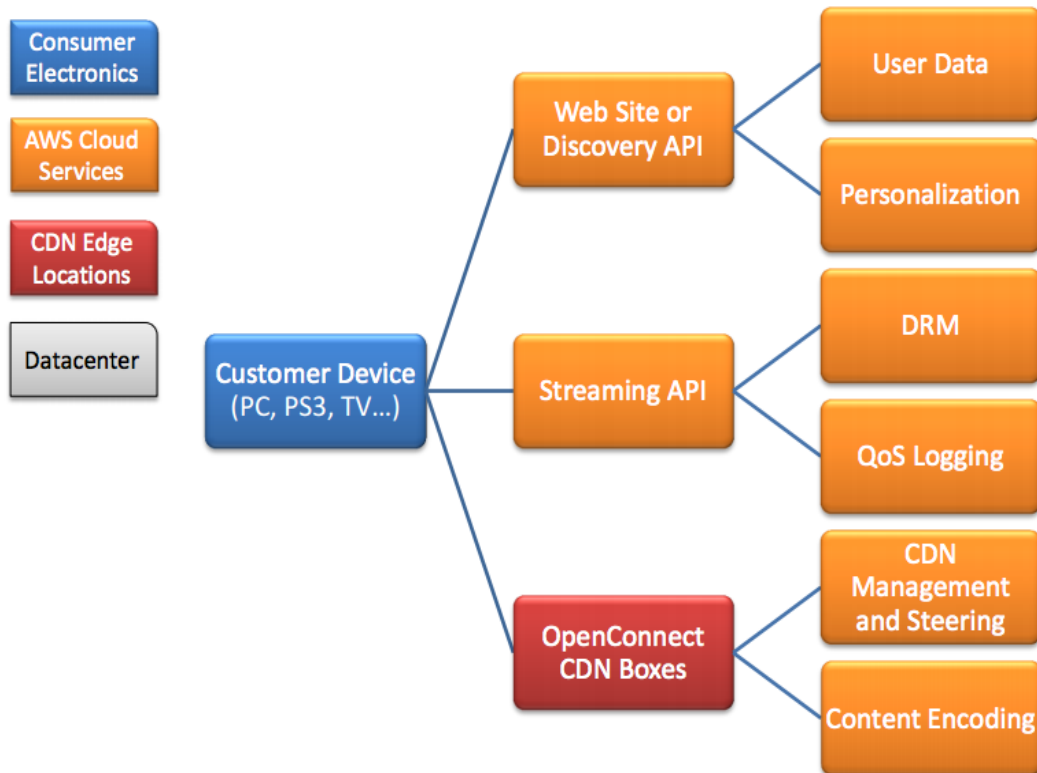 Consumer
Electronics
AWS Cloud
Services
CDN Edge
Locations
Datacenter
Customer Device
(PC, PS3, TV...)
Web Site or
Discovery API
Streaming API
OpenConnect
CDN Boxes
User Data
Personalization
DRM
QoS Logging
CDN
Management
and Steering
Content Encoding